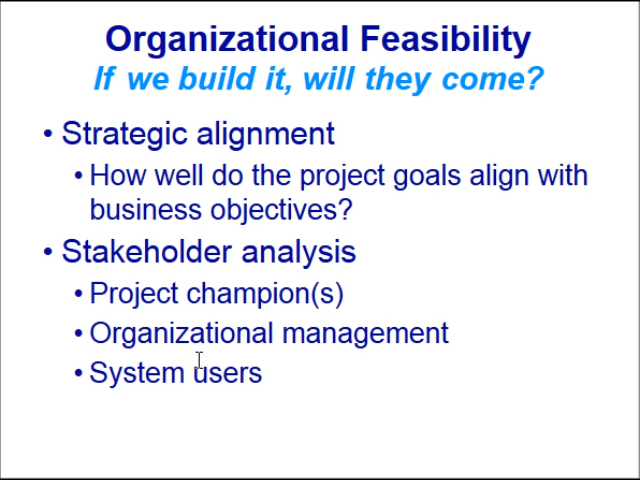 Organizational Feasibility
If we build it, will they come?
• Strategic alignment
• How well do the project goals align with
business objectives?
• Stakeholder analysis
• Project champion(s)
• Organizational management
• System users